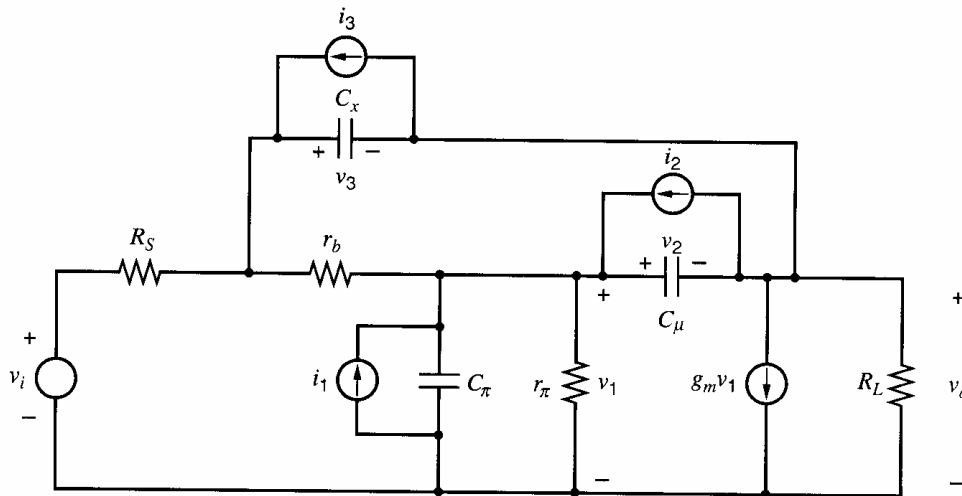 i3
Cx
+ −
v3
i2
RS
rb
v2
+ −
+
Cμ
+
vi
−
i1
Cπ
rπ
v1
−
gmv1
RL
+
−